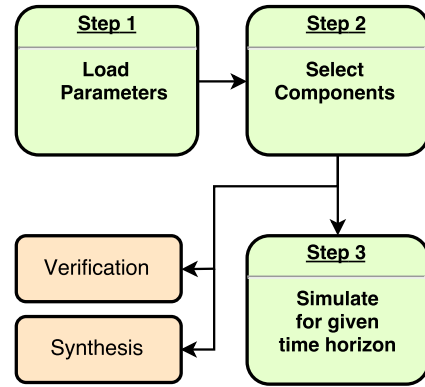 Step 1
Load
Parameters
Step 2
Select
Components
Step 3
Simulate
for given
time horizon
Verification
Synthesis